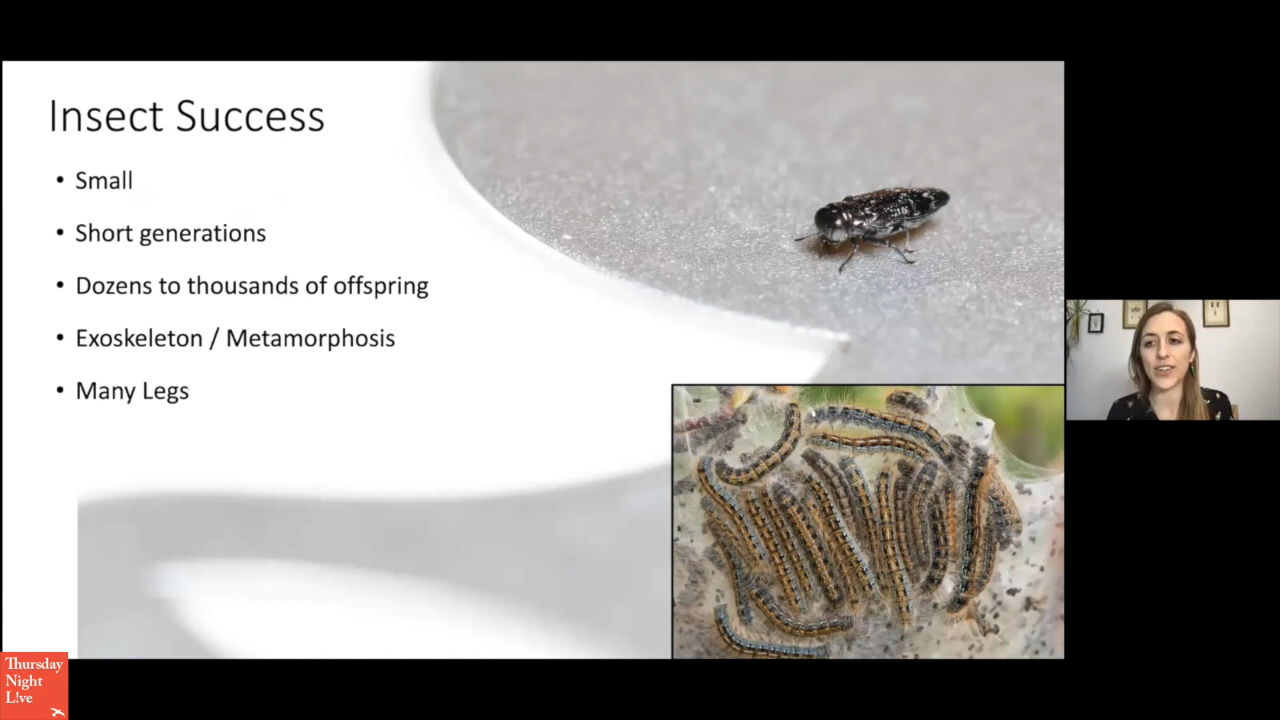 Insect Success
• Small
• Short generations
• Dozens to thousands of offspring
• Exoskeleton / Metamorphosis
• Many Legs
Thursday
Night
L!ve